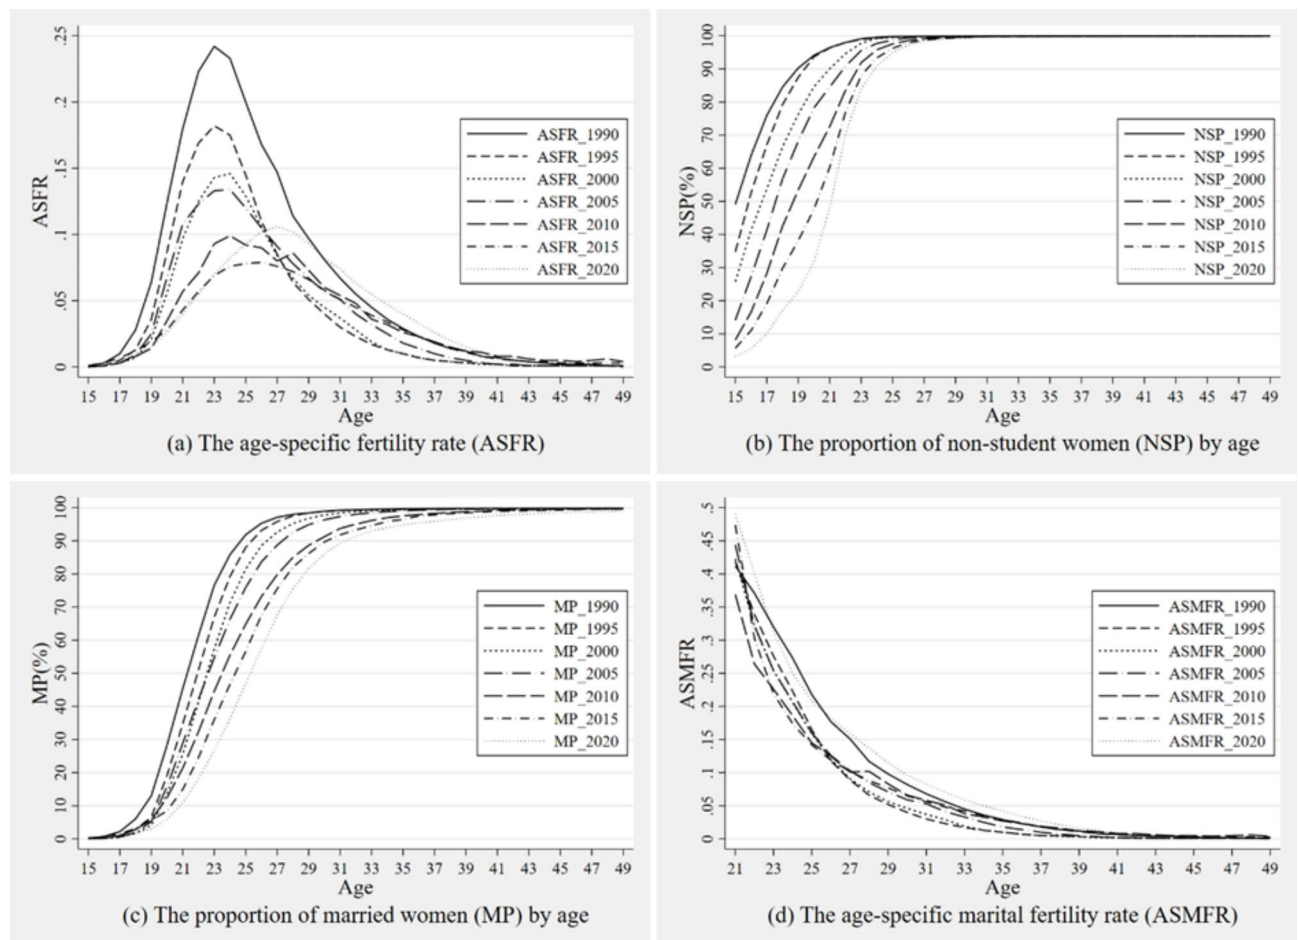 .25
.2
.15
.1
.05
0
ASFR
ASFR_1990
ASFR_1995
ASFR_2000
ASFR_2005
ASFR_2010
ASFR_2015
ASFR_2020
15 17 19 21 23 25 27 29 31 33 35 37 39 41 43 45 47 49
Age
(a) The age-specific fertility rate (ASFR)
100
90
80
70
60
50
40
30
20
10
0
NSP(%)
NSP_1990
NSP_1995
NSP_2000
NSP_2005
NSP_2010
NSP_2015
NSP_2020
15 17 19 21 23 25 27 29 31 33 35 37 39 41 43 45 47 49
Age
(b) The proportion of non-student women (NSP) by age
100
90
80
70
60
50
40
30
20
10
0
MP(%)
MP_1990
MP_1995
MP_2000
MP_2005
MP_2010
MP_2015
MP_2020
15 17 19 21 23 25 27 29 31 33 35 37 39 41 43 45 47 49
Age
(c) The proportion of married women (MP) by age
.5
.45
.4
.35
.3
.25
.2
.15
.1
.05
0
ASMFR
ASMFR_1990
ASMFR_1995
ASMFR_2000
ASMFR_2005
ASMFR_2010
ASMFR_2015
ASMFR_2020
21 23 25 27 29 31 33 35 37 39 41 43 45 47 49
Age
(d) The age-specific marital fertility rate (ASMFR)